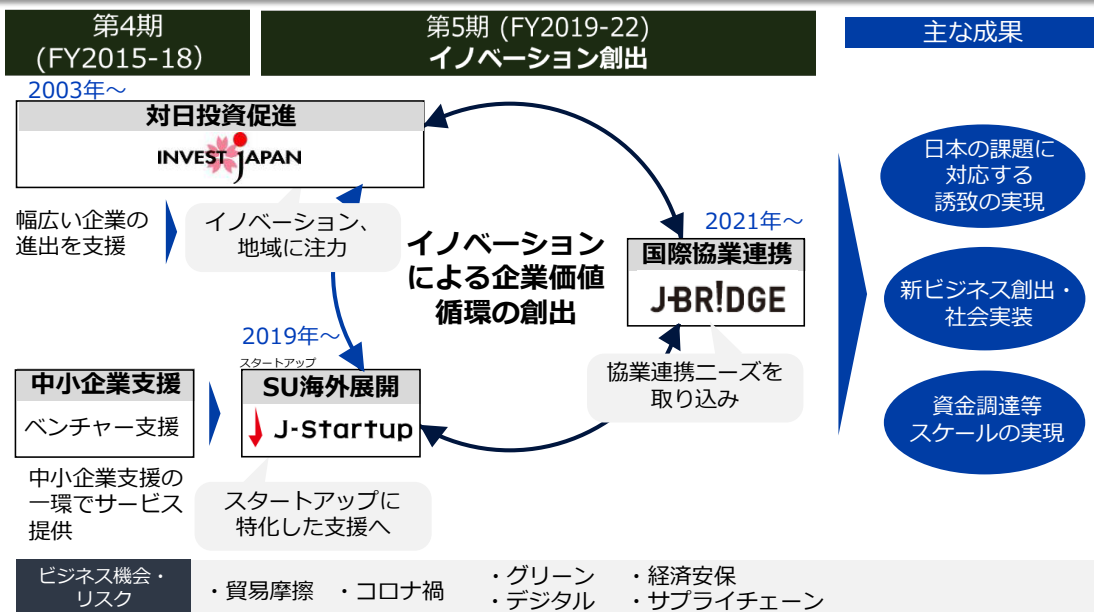 第4期
(FY2015-18)
第5期 (FY2019-22)
イノベーション創出
主な成果
2003年~
対日投資促進
INVEST JAPAN
幅広い企業の
進出を支援
イノベーション、
地域に注力
イノベーション
による企業価値
循環の創出
2021年~
国際協業連携
J-BR!DGE
協業連携ニーズを
取り込み
2019年~
スタートアップ
SU海外展開
J-Startup
中小企業支援
ベンチャー支援
中小企業支援の
一環でサービス
提供
スタートアップに
特化した支援へ
日本の課題に
対応する
誘致の実現
新ビジネス創出・
社会実装
資金調達等
スケールの実現
ビジネス機会・
リスク
・貿易摩擦
・コロナ禍
・グリーン
・デジタル
・経済安保
・サプライチェーン